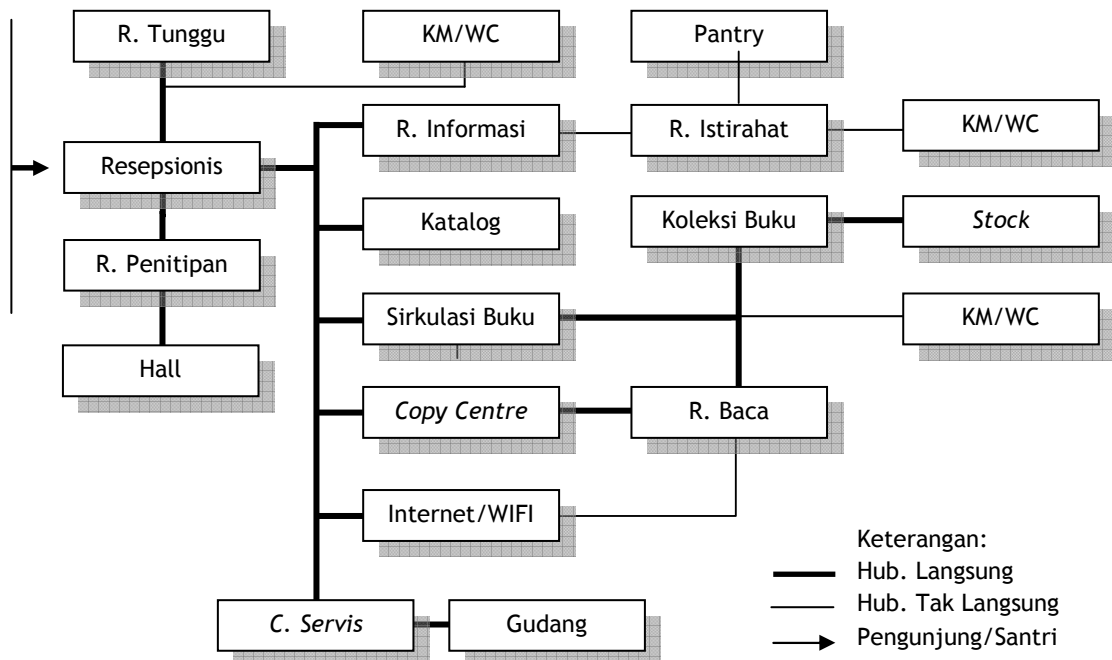 R. Tunggu
KM/WC
Pantry
R. Informasi
R. Istirahat
KM/WC
Resepsionis
Katalog
Koleksi Buku
Stock
R. Penitipan
Sirkulasi Buku
KM/WC
Hall
Copy Centre
R. Baca
Internet/WIFI
Keterangan:
Hub. Langsung
Hub. Tak Langsung
Pengunjung/Santri
C. Servis
Gudang